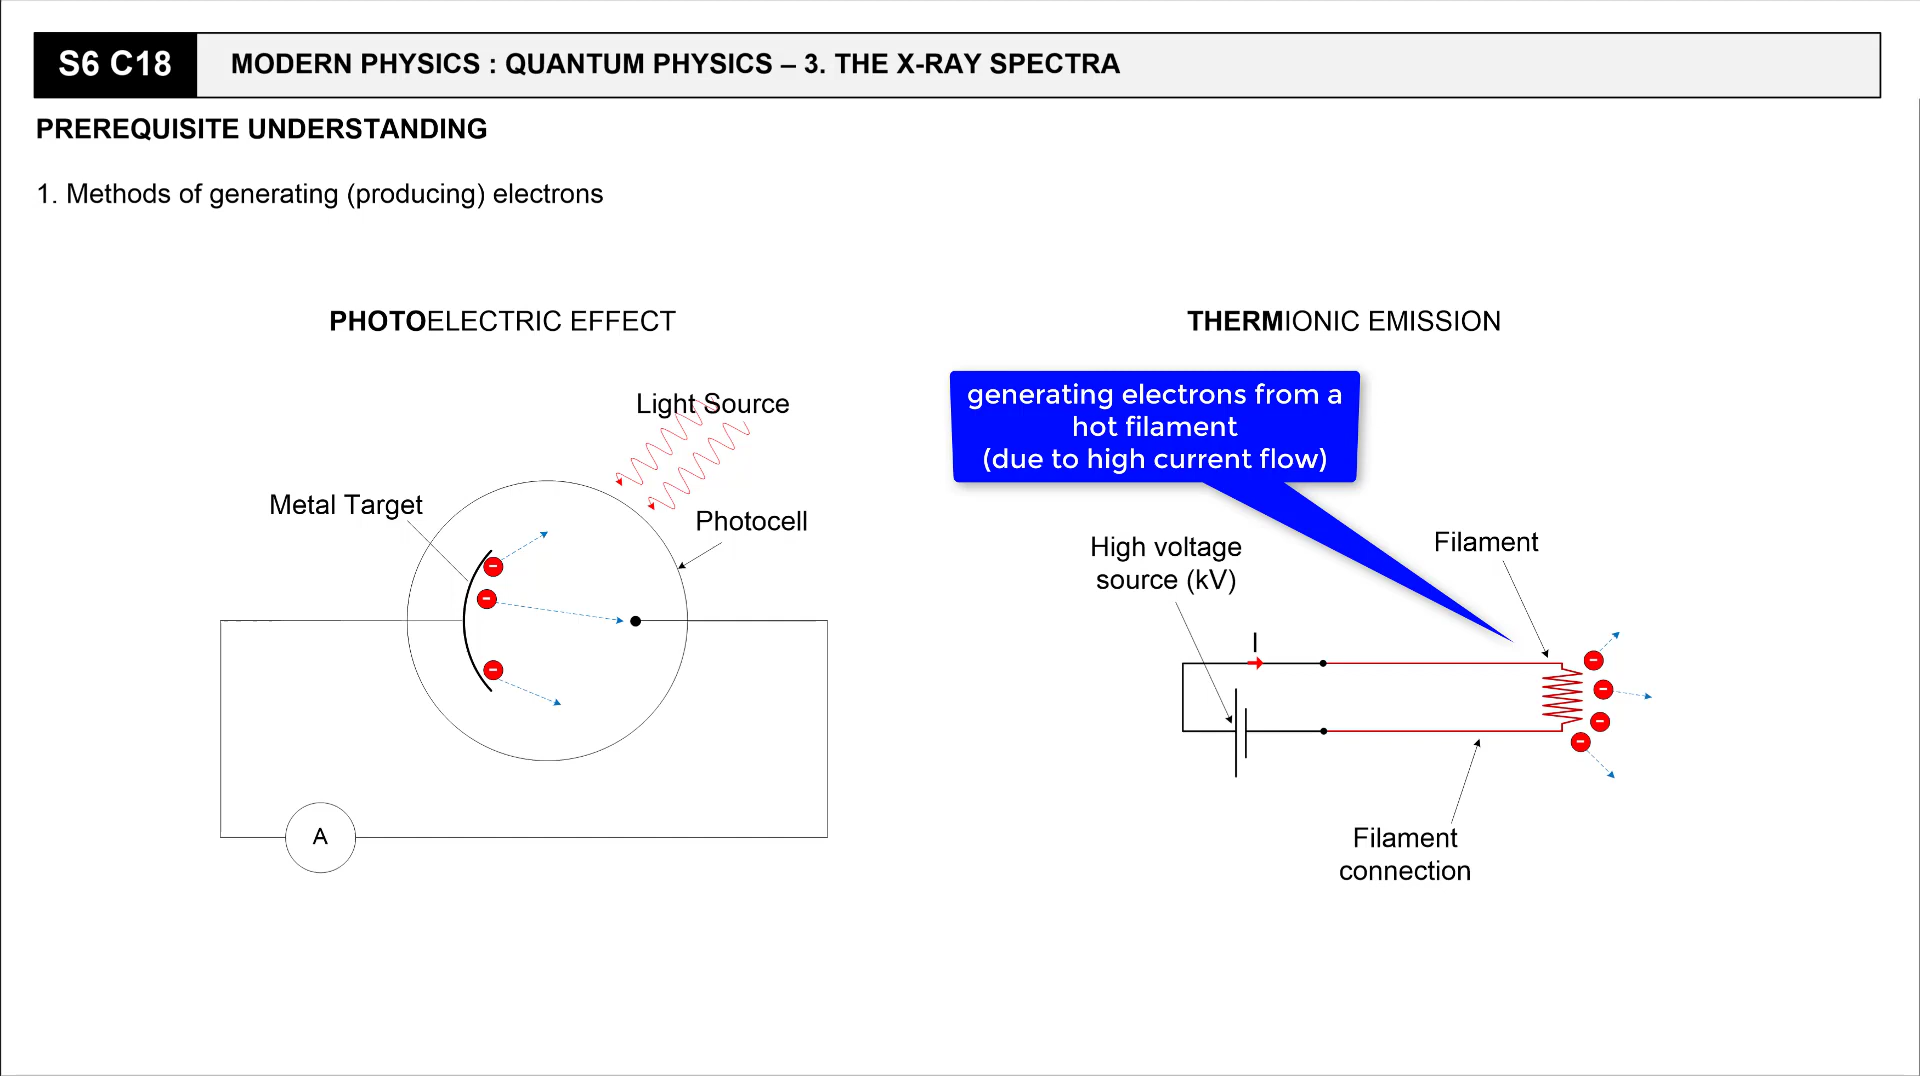 S6 C18
MODERN PHYSICS : QUANTUM PHYSICS – 3. THE X-RAY SPECTRA
PREREQUISITE UNDERSTANDING
1. Methods of generating (producing) electrons
PHOTOELECTRIC EFFECT
Light Source
Metal Target
Photocell
A
THERMIONIC EMISSION
generating electrons from a
hot filament
(due to high current flow)
High voltage
source (kV)
Filament
I
Filament
connection